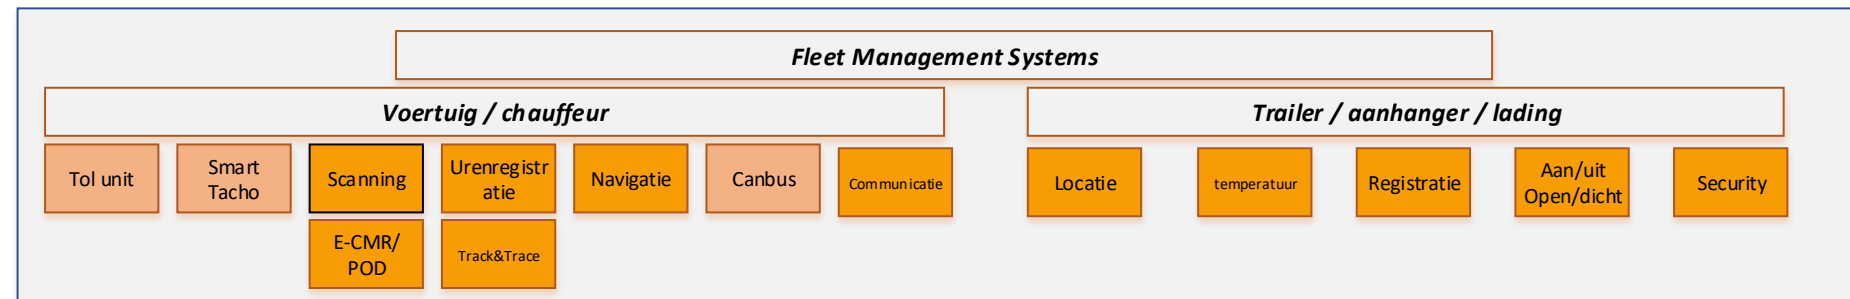 Fleet Management Systems
Voertuig / chauffeur
Trailer / aanhanger / lading
Tol unit
Smart
Tacho
Scanning
Urenregistr
atie
Navigatie
Canbus
Communicatie
Locatie
temperatuur
Registratie
Aan/uit
Open/dicht
Security
E-CMR/
POD
Track&Trace